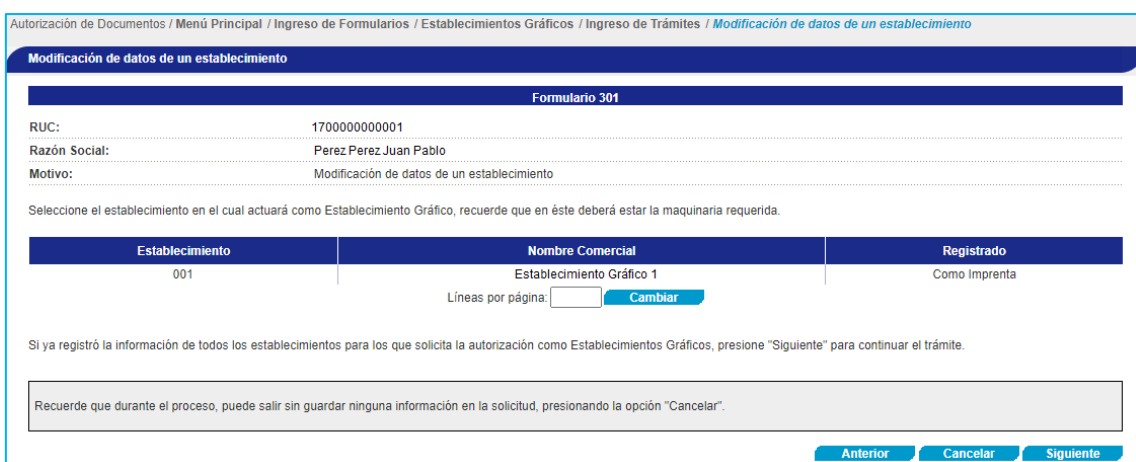 Autorización de Documentos / Menú Principal / Ingreso de Formularios / Establecimientos Gráficos / Ingreso de Trámites / Modificación de datos de un establecimiento
Modificación de datos de un establecimiento
Formulario 301
RUC: 1700000000001
Razón Social: Perez Perez Juan Pablo
Motivo: Modificación de datos de un establecimiento
Seleccione el establecimiento en el cual actuará como Establecimiento Gráfico, recuerde que en éste deberá estar la maquinaria requerida.
Establecimiento Nombre Comercial Registrado
001 Establecimiento Gráfico 1 Como Imprenta
Líneas por página: Cambiar
Si ya registró la información de todos los establecimientos para los que solicita la autorización como Establecimientos Gráficos, presione "Siguiente" para continuar el trámite.
Recuerde que durante el proceso, puede salir sin guardar ninguna información en la solicitud, presionando la opción "Cancelar".
Anterior Cancelar Siguiente